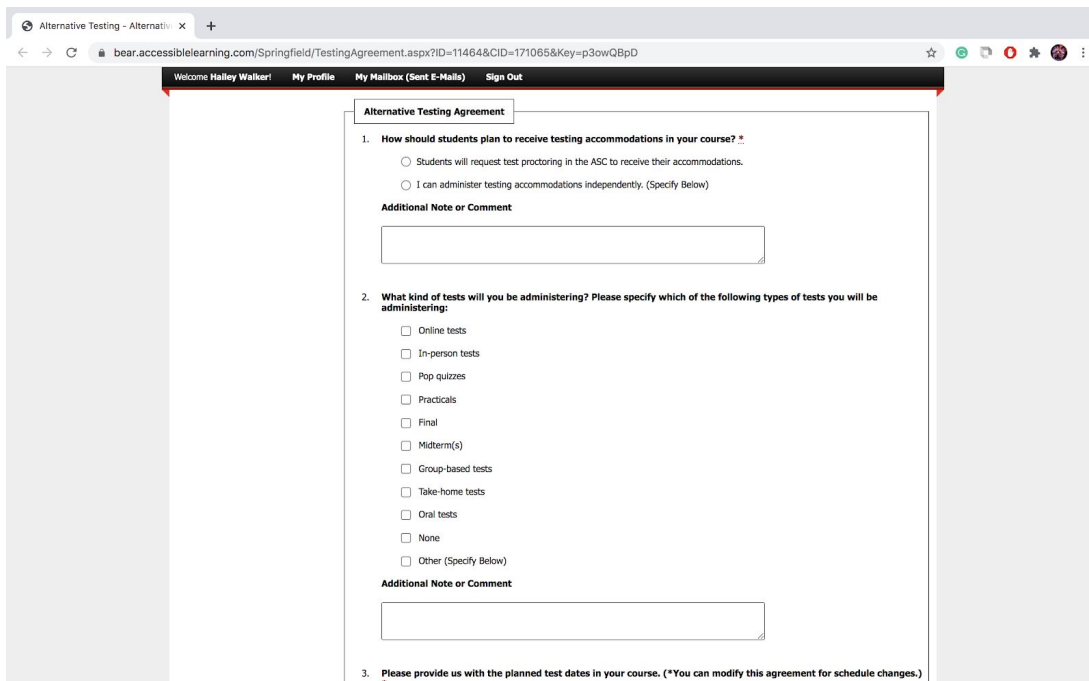 Alternative Testing - Alternativ
bear.accessiblelearning.com/Springfield/TestingAgreement.aspx?ID=11464&CID=171065&Key=p3owQBpD
Welcome Hailey Walker! My Profile My Mailbox (Sent E-Mails) Sign Out
Alternative Testing Agreement
1. How should students plan to receive testing accommodations in your course? *
Students will request test proctoring in the ASC to receive their accommodations.
I can administer testing accommodations independently. (Specify Below)
Additional Note or Comment
2. What kind of tests will you be administering? Please specify which of the following types of tests you will be
administering:
Online tests
In-person tests
Pop quizzes
Practicals
Final
Midterm(s)
Group-based tests
Take-home tests
Oral tests
None
Other (Specify Below)
Additional Note or Comment
3. Please provide us with the planned test dates in your course. (*You can modify this agreement for schedule changes.)